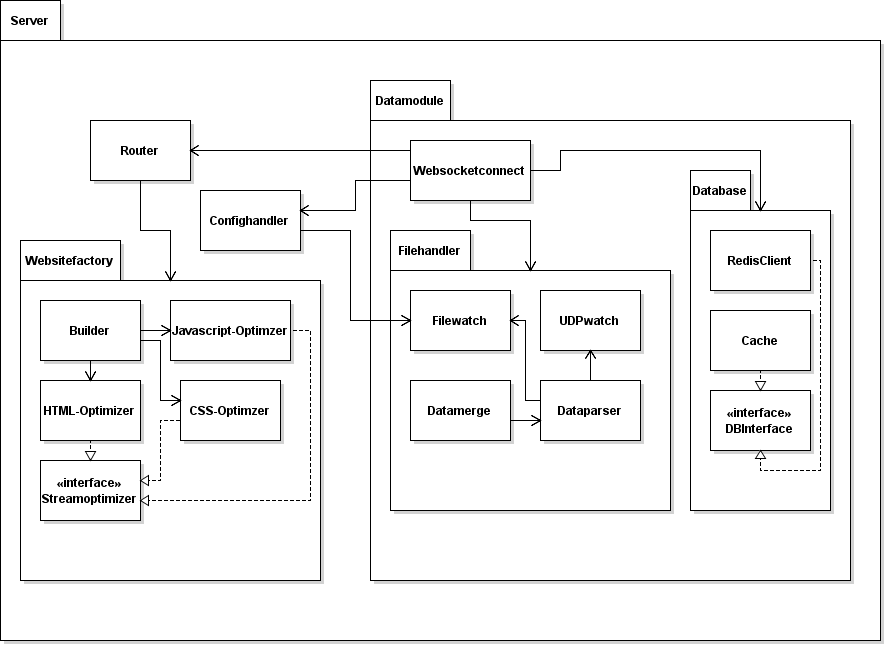 Server
Datamodule
Router
Websocketconnect
Database
Confighandler
Filehandler
Websitefactory
RedisClient
Builder
Javascript-Optimzer
Filewatch
UDPwatch
Cache
HTML-Optimizer
CSS-Optimzer
Datamerge
Dataparser
«interface»
DBInterface
«interface»
Streamoptimizer